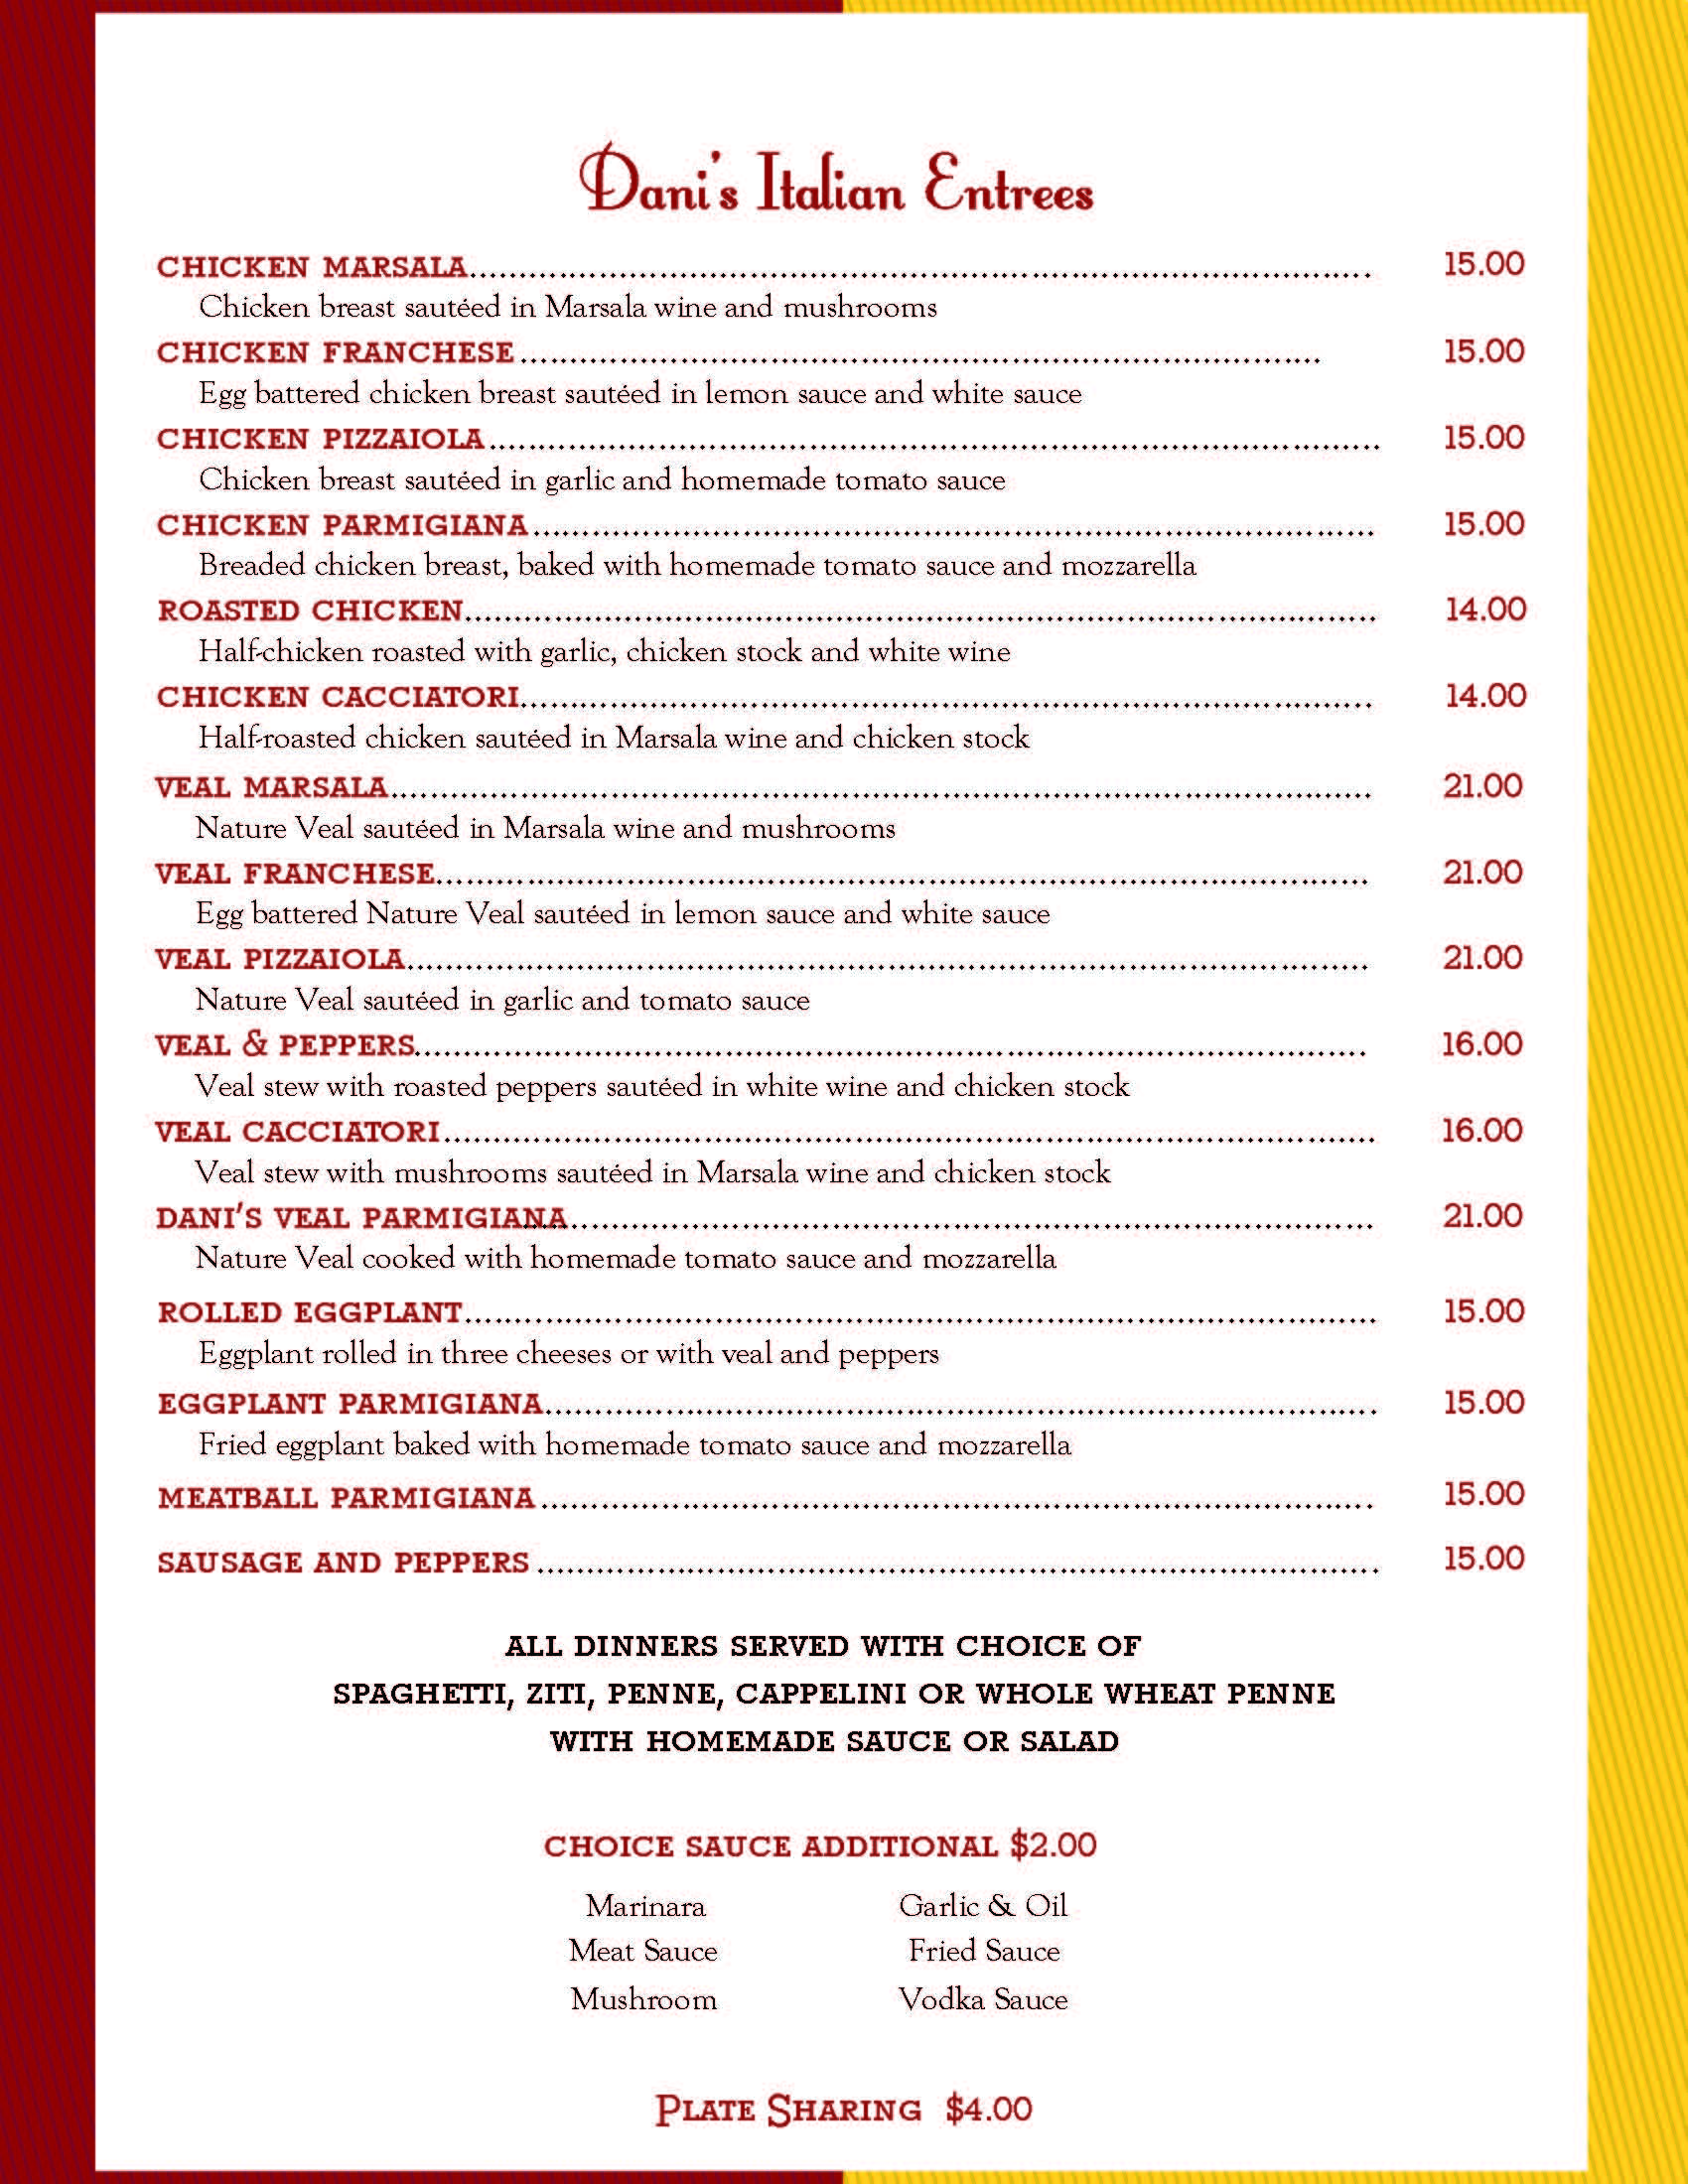 Dani's Italian Entrees
CHICKEN MARSALA........................................................................................ 15.00
Chicken breast sautéed in Marsala wine and mushrooms
CHICKEN FRANCHESE................................................................................ 15.00
Egg battered chicken breast sautéed in lemon sauce and white sauce
CHICKEN PIZZAIOLA........................................................................................ 15.00
Chicken breast sautéed in garlic and homemade tomato sauce
CHICKEN PARMIGIANA.................................................................................... 15.00
Breaded chicken breast, baked with homemade tomato sauce and mozzarella
ROASTED CHICKEN.......................................................................................... 14.00
Half-chicken roasted with garlic, chicken stock and white wine
CHICKEN CACCIATORI..................................................................................... 14.00
Half-roasted chicken sautéed in Marsala wine and chicken stock
VEAL MARSALA................................................................................................. 21.00
Nature Veal sautéed in Marsala wine and mushrooms
VEAL FRANCHESE............................................................................................ 21.00
Egg battered Nature Veal sautéed in lemon sauce and white sauce
VEAL PIZZAIOLA............................................................................................... 21.00
Nature Veal sautéed in garlic and tomato sauce
VEAL & PEPPERS.............................................................................................. 16.00
Veal stew with roasted peppers sautéed in white wine and chicken stock
VEAL CACCIATORI............................................................................................ 16.00
Veal stew with mushrooms sautéed in Marsala wine and chicken stock
DANI'S VEAL PARMIGIANA................................................................................ 21.00
Nature Veal cooked with homemade tomato sauce and mozzarella
ROLLED EGGPLANT.......................................................................................... 15.00
Eggplant rolled in three cheeses or with veal and peppers
EGGPLANT PARMIGIANA................................................................................... 15.00
Fried eggplant baked with homemade tomato sauce and mozzarella
MEATBALL PARMIGIANA................................................................................... 15.00
SAUSAGE AND PEPPERS.................................................................................... 15.00
ALL DINNERS SERVED WITH CHOICE OF
SPAGHETTI, ZITI, PENNE, CAPPELINI OR WHOLE WHEAT PENNE
WITH HOMEMADE SAUCE OR SALAD
CHOICE SAUCE ADDITIONAL $2.00
Marinara Garlic & Oil
Meat Sauce Fried Sauce
Mushroom Vodka Sauce
PLATE SHARING $4.00